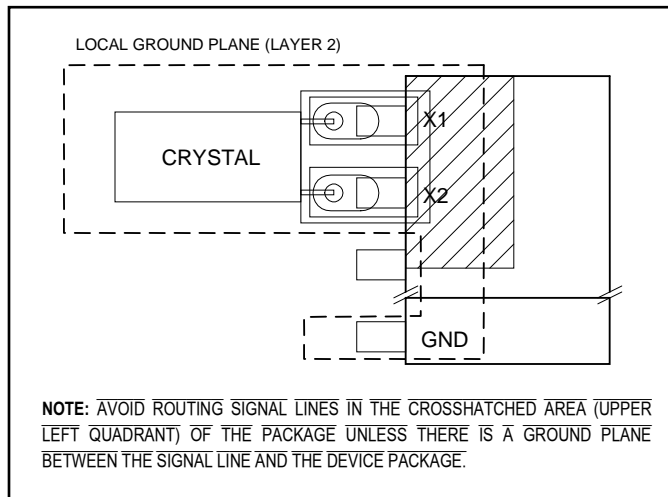 LOCAL GROUND PLANE (LAYER 2)
X1
CRYSTAL
X2
GND
NOTE: AVOID ROUTING SIGNAL LINES IN THE CROSSHATCHED AREA (UPPER
LEFT QUADRANT) OF THE PACKAGE UNLESS THERE IS A GROUND PLANE
BETWEEN THE SIGNAL LINE AND THE DEVICE PACKAGE.